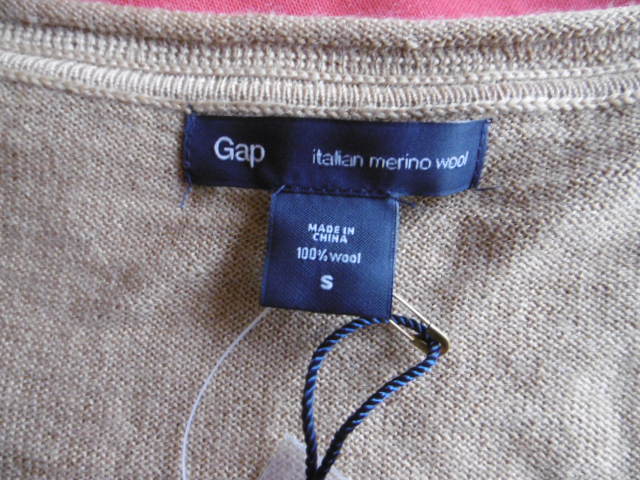 Gap italian merino wool
MADE IN
CHINA
100% wool
S